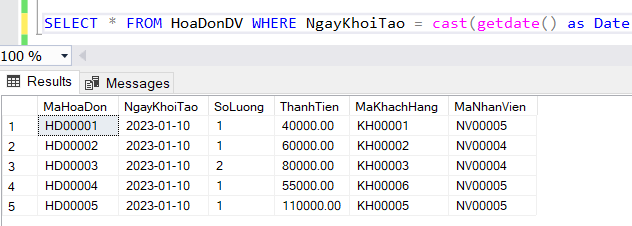 SELECT * FROM HoaDonDV WHERE NgayKhoiTao = cast(getdate() as Date
100 %
Results Messages
MaHoaDon NgayKhoiTao SoLuong ThanhTien MaKhachHang MaNhanVien
1 HD00001 2023-01-10 1 40000.00 KH00001 NV00005
2 HD00002 2023-01-10 1 60000.00 KH00002 NV00004
3 HD00003 2023-01-10 2 80000.00 KH00003 NV00004
4 HD00004 2023-01-10 1 55000.00 KH00006 NV00005
5 HD00005 2023-01-10 1 110000.00 KH00005 NV00005